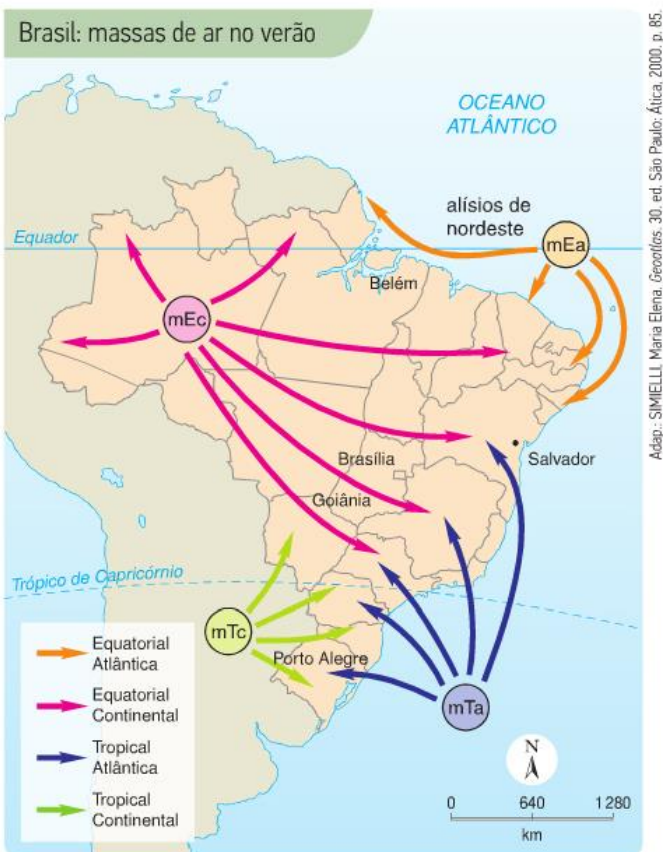 Brasil: massas de ar no verão
OCEANO
ATLÂNTICO
alísios de
nordeste
Equador
mEa
Belém
mEc
Brasília
Salvador
Goiânia
Trópico de Capricórnio
mTc
Porto Alegre
mTa
Equatorial
Atlântica
Equatorial
Continental
Tropical
Atlântica
Tropical
Continental
N
0 640 1 280
km
Adap.: SIMIELLI, Maria Elena. Geoatlas. 30. ed. São Paulo: Ática, 2000. p. 85.